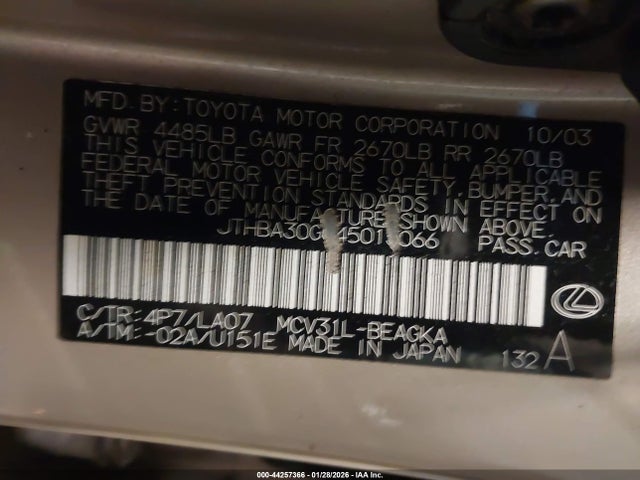 MFD. BY: TOYOTA MOTOR CORPORATION 10/03
GVWR 4485LB GAWR FR 2670LB RR 2670LB
THIS VEHICLE CONFORMS TO ALL APPLICABLE
FEDERAL MOTOR VEHICLE SAFETY, BUMPER, AND
THEFT PREVENTION STANDARDS IN EFFECT ON
THE DATE OF MANUFACTURE SHOWN ABOVE.
PASS. CAR
C/TR: 4P7/LA07 MCV31L-BEAGKA
A/TM: -02A/U151E MADE IN JAPAN 132 A
000-44257366 - 01/28/2026 - IAA Inc.